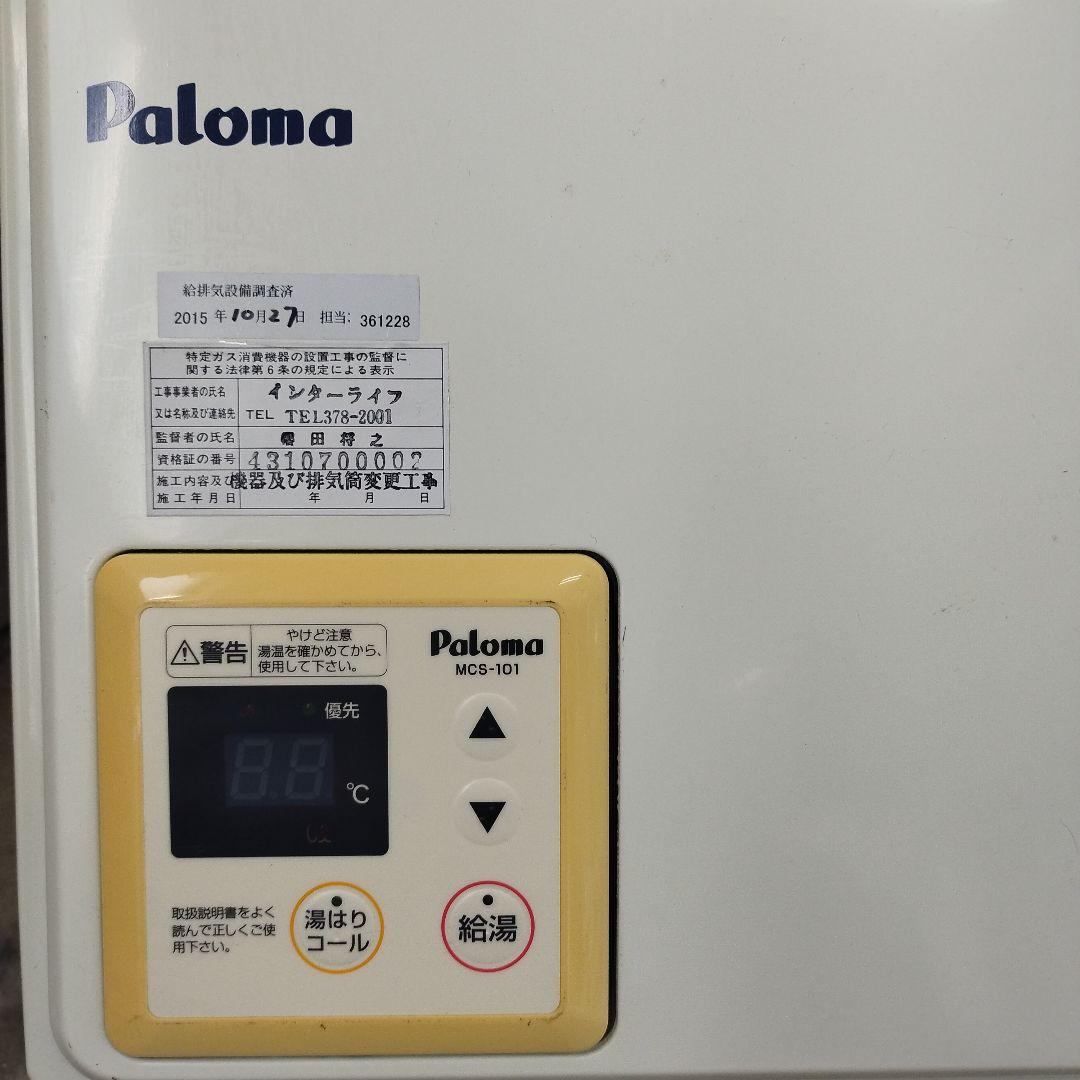 Paloma
給排気設備調査済
2015 年 10月27日 担当: 361228
特定ガス消費機器の設置工事の監督に
関する法律第6条の規定による表示
工事事業者の氏名 インターライフ
又は名称及び連絡先 TEL TEL378-2001
監督者の氏名 田将之
資格証の番号 4310700002
施工内容及び 機器及び排気筒変更工事
施工年月日 年 月 日
警告
やけど注意
湯温を確かめてから、
使用して下さい。
Paloma
MCS-101
優先
88
℃
取扱説明書をよく
読んで正しくご使
用下さい。
湯はり
コール
給湯